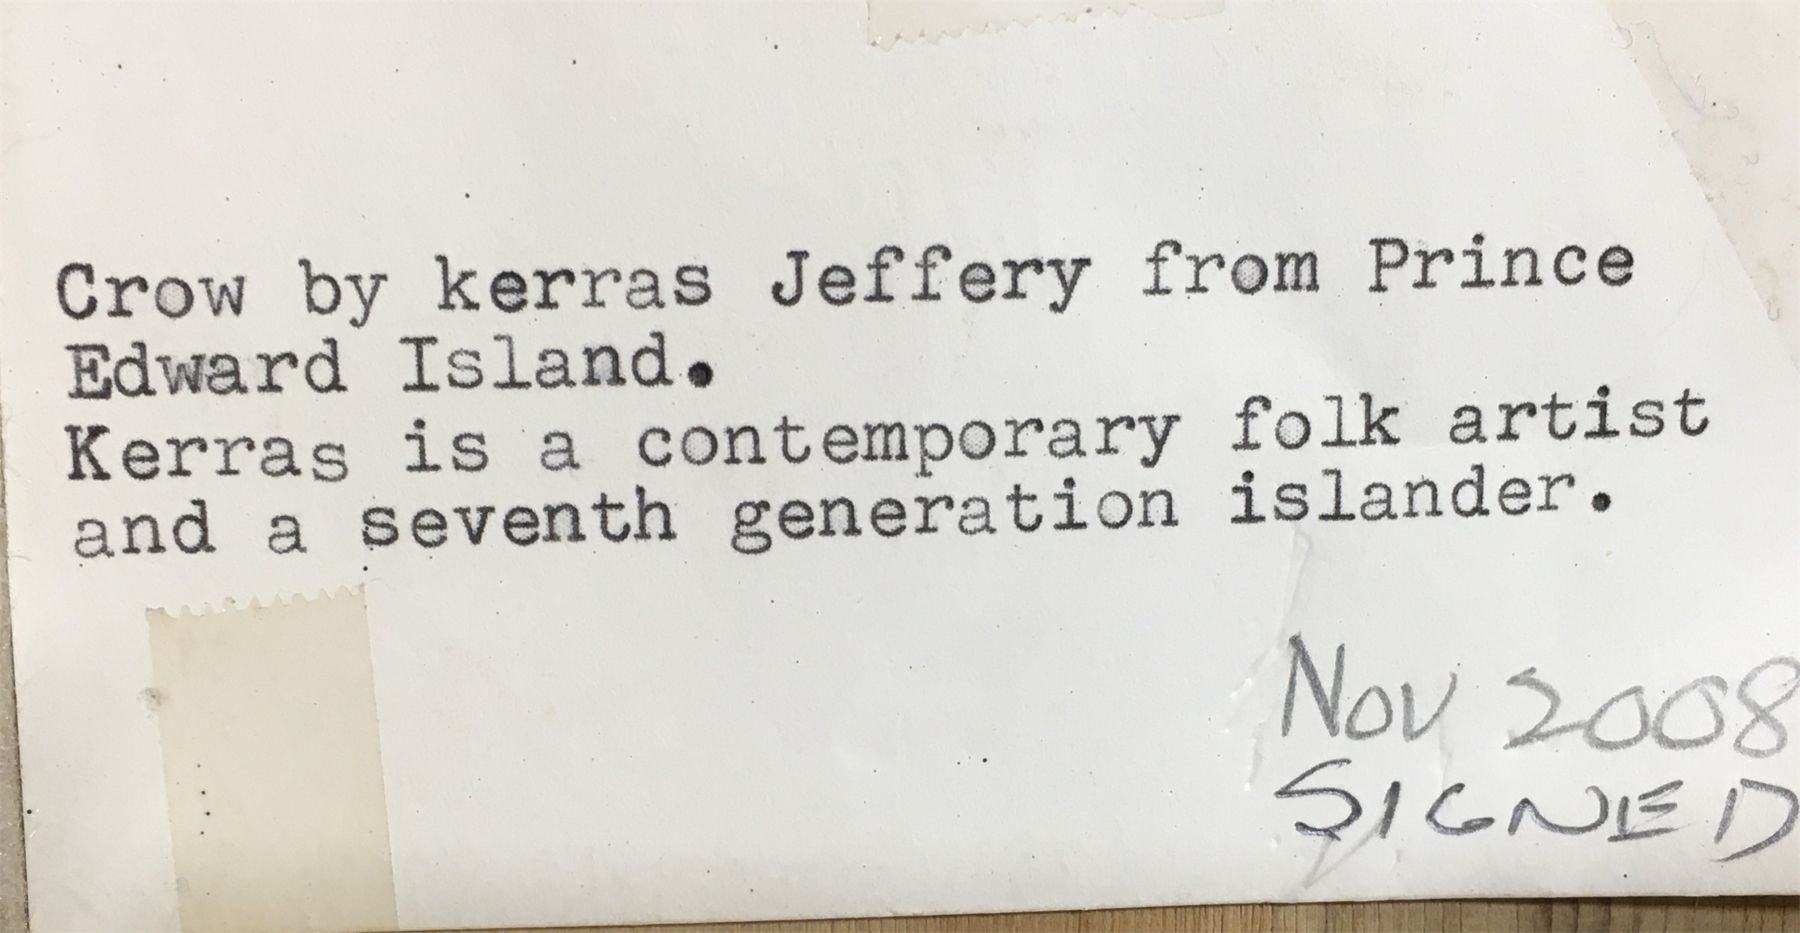 Crow by kerras Jeffery from Prince
Edward Island.
Kerras is a contemporary folk artist
and a seventh generation islander.
Nov 2008
SIGNED